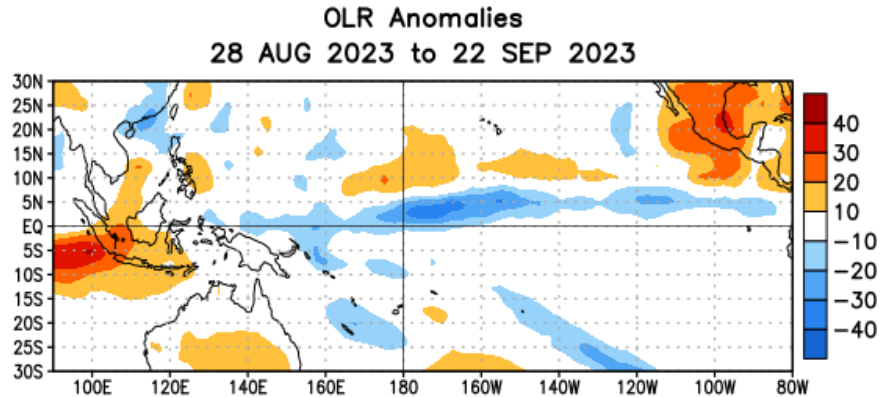 OLR Anomalies
28 AUG 2023 to 22 SEP 2023
30N
25N
20N
15N
10N
5N
EQ
5S
10S
15S
20S
25S
30S
100E 120E 140E 160E 180 160W 140W 120W 100W 80W
40
30
20
10
-10
-20
-30
-40